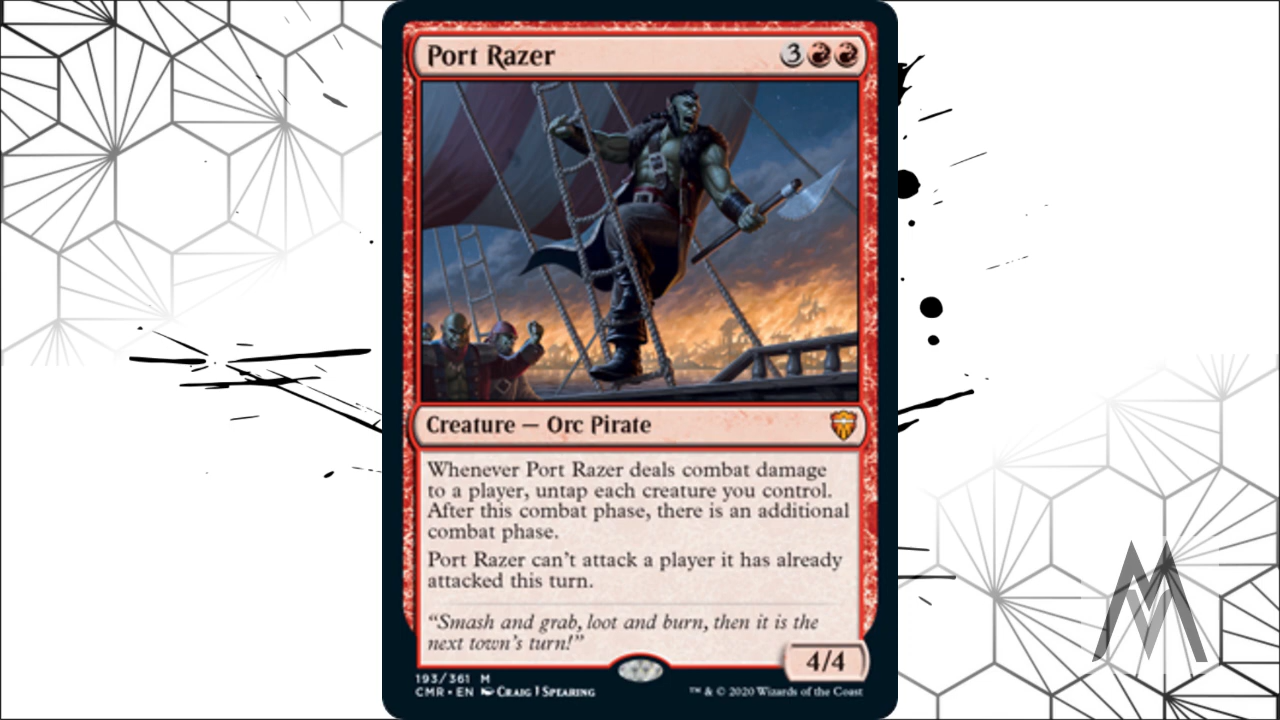 Port Razer 3
Creature — Orc Pirate
Whenever Port Razer deals combat damage
to a player, untap each creature you control.
After this combat phase, there is an additional
combat phase.
Port Razer can't attack a player it has already
attacked this turn.
“Smash and grab, loot and burn, then it is the
next town's turn!”
4/4
193/361 M
CMR • EN Craig J Spearing
™ & © 2020 Wizards of the Coast
M